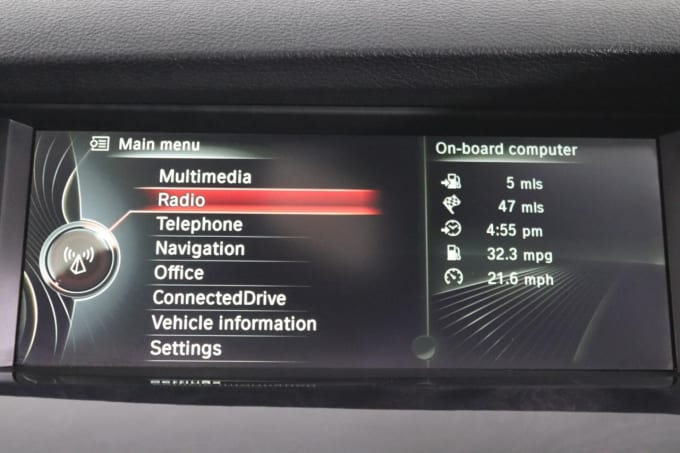 Main menu
Multimedia
Radio
Telephone
Navigation
Office
ConnectedDrive
Vehicle information
Settings
On-board computer
5 mls
47 mls
4:55 pm
32.3 mpg
21.6 mph